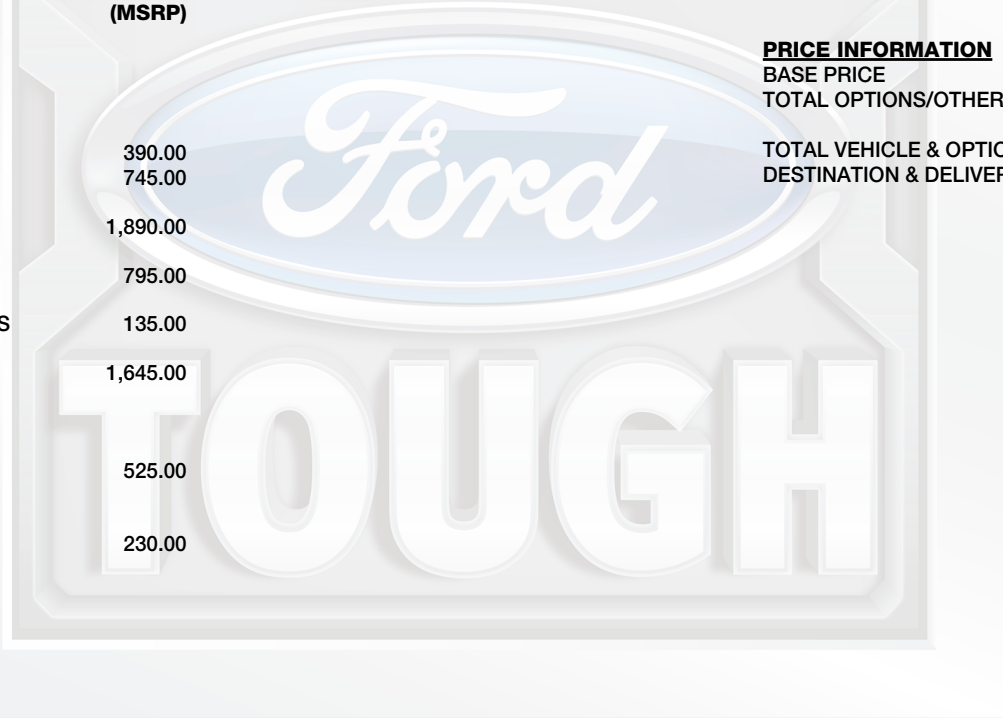 (MSRP)
390.00
745.00
1,890.00
795.00
S 135.00
1,645.00
525.00
230.00
PRICE INFORMATION
BASE PRICE
TOTAL OPTIONS/OTHER
TOTAL VEHICLE & OPTIO
DESTINATION & DELIVER
Ford
TOUGH